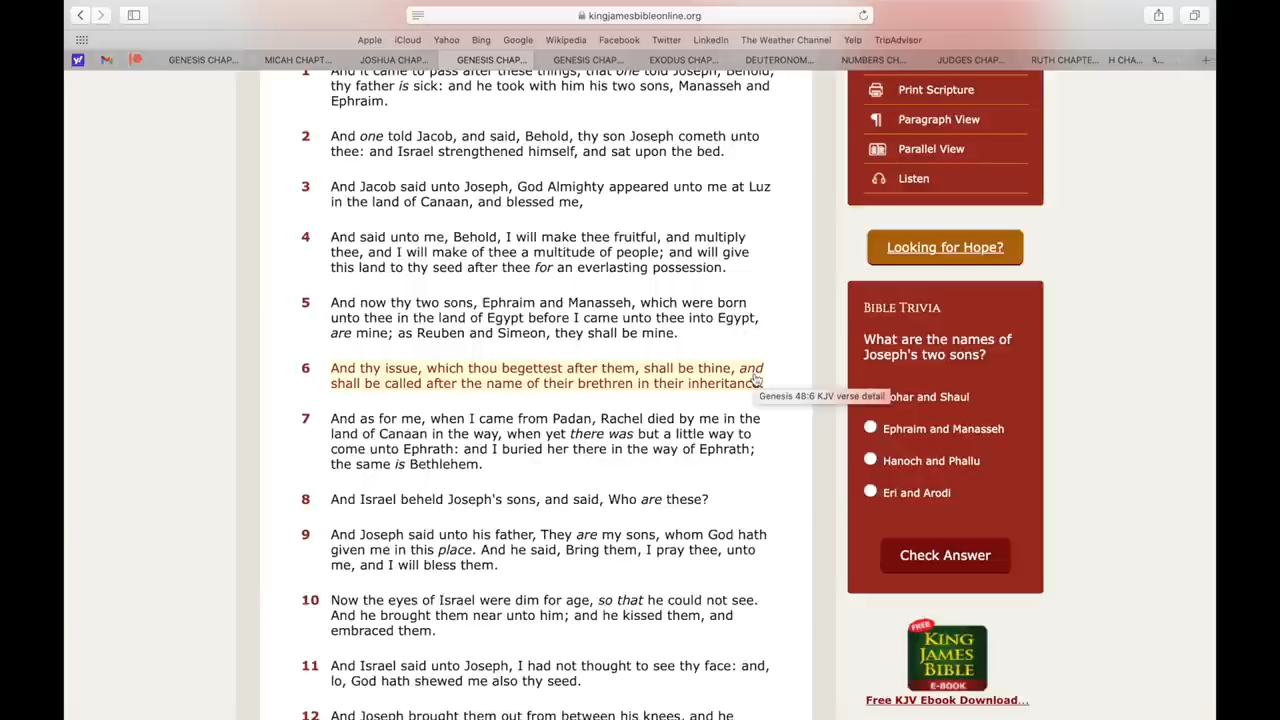 kingjamesbibleonline.org
Apple iCloud Yahoo Bing Google Wikipedia Facebook Twitter LinkedIn The Weather Channel Yelp TripAdvisor
GENESIS CHAP... MICAH CHAPT... JOSHUA CHAP... GENESIS CHAP... GENESIS CHAP... EXODUS CHAP... DEUTERONOM... NUMBERS CH... JUDGES CHAP... RUTH CHAPTE... H CHA... A...
1 And it came to pass after these things, that one told Joseph, Behold,
thy father is sick: and he took with him his two sons, Manasseh and
Ephraim.
2 And one told Jacob, and said, Behold, thy son Joseph cometh unto
thee: and Israel strengthened himself, and sat upon the bed.
3 And Jacob said unto Joseph, God Almighty appeared unto me at Luz
in the land of Canaan, and blessed me,
4 And said unto me, Behold, I will make thee fruitful, and multiply
thee, and I will make of thee a multitude of people; and will give
this land to thy seed after thee for an everlasting possession.
5 And now thy two sons, Ephraim and Manasseh, which were born
unto thee in the land of Egypt before I came unto thee into Egypt,
are mine; as Reuben and Simeon, they shall be mine.
6 And thy issue, which thou begettest after them, shall be thine, and
shall be called after the name of their brethren in their inheritance.
Genesis 48:6 KJV verse detail
7 And as for me, when I came from Padan, Rachel died by me in the
land of Canaan in the way, when yet there was but a little way to
come unto Ephrath: and I buried her there in the way of Ephrath;
the same is Bethlehem.
8 And Israel beheld Joseph's sons, and said, Who are these?
9 And Joseph said unto his father, They are my sons, whom God hath
given me in this place. And he said, Bring them, I pray thee, unto
me, and I will bless them.
10 Now the eyes of Israel were dim for age, so that he could not see.
And he brought them near unto him; and he kissed them, and
embraced them.
11 And Israel said unto Joseph, I had not thought to see thy face: and,
lo, God hath shewed me also thy seed.
12 And Joseph brought them out from between his knees, and he
Print Scripture
Paragraph View
Parallel View
Listen
Looking for Hope?
BIBLE TRIVIA
What are the names of
Joseph's two sons?
ohar and Shaul
Ephraim and Manasseh
Hanoch and Phallu
Eri and Arodi
Check Answer
FREE
KING
JAMES
BIBLE
E-BOOK
Free KJV Ebook Download...